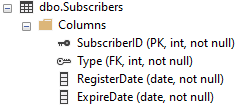 dbo.Subscribers
Columns
SubscriberID (PK, int, not null)
Type (FK, int, not null)
RegisterDate (date, not null)
ExpireDate (date, not null)